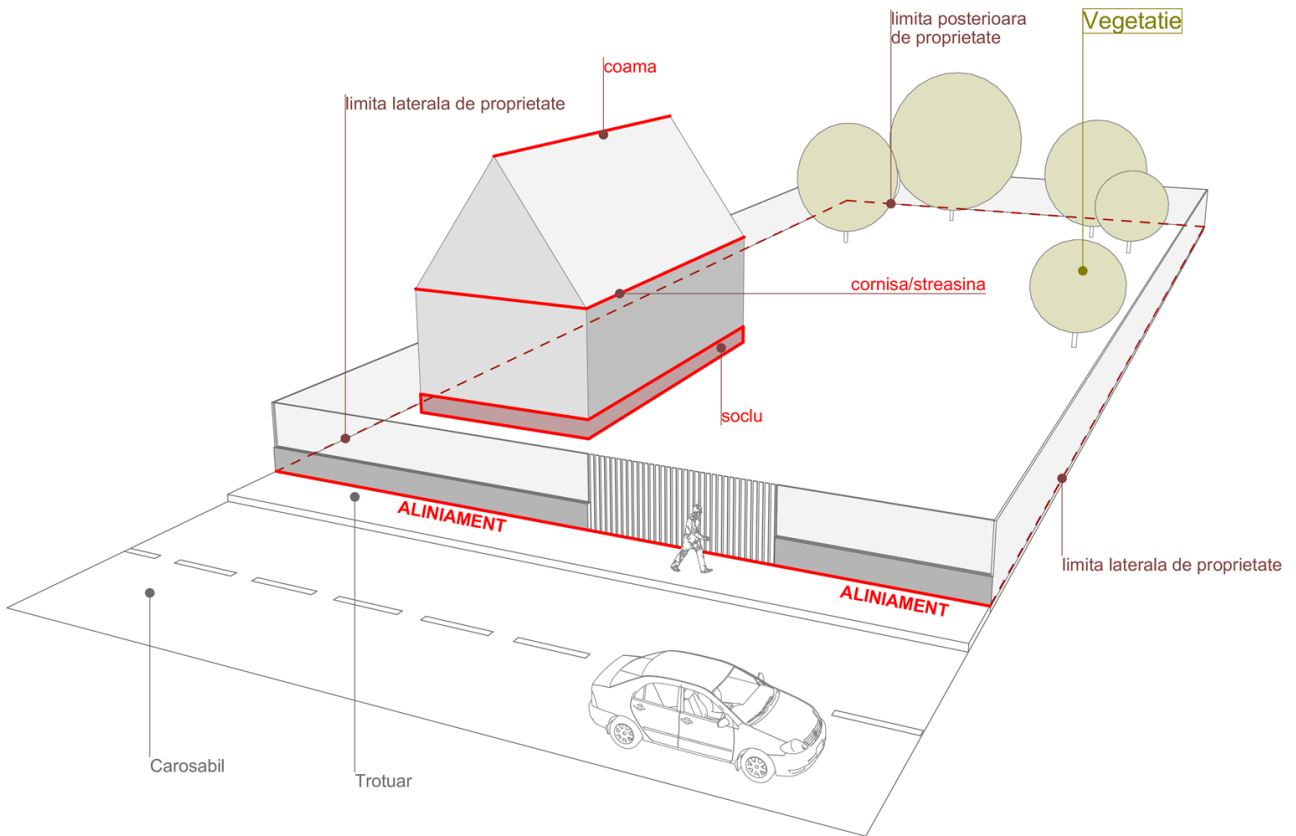 limita posterioara
de proprietate
Vegetatie
coama
limita laterala de proprietate
cornisa/streasina
soclu
ALINIAMENT
limita laterala de proprietate
ALINIAMENT
Carosabil
Trotuar